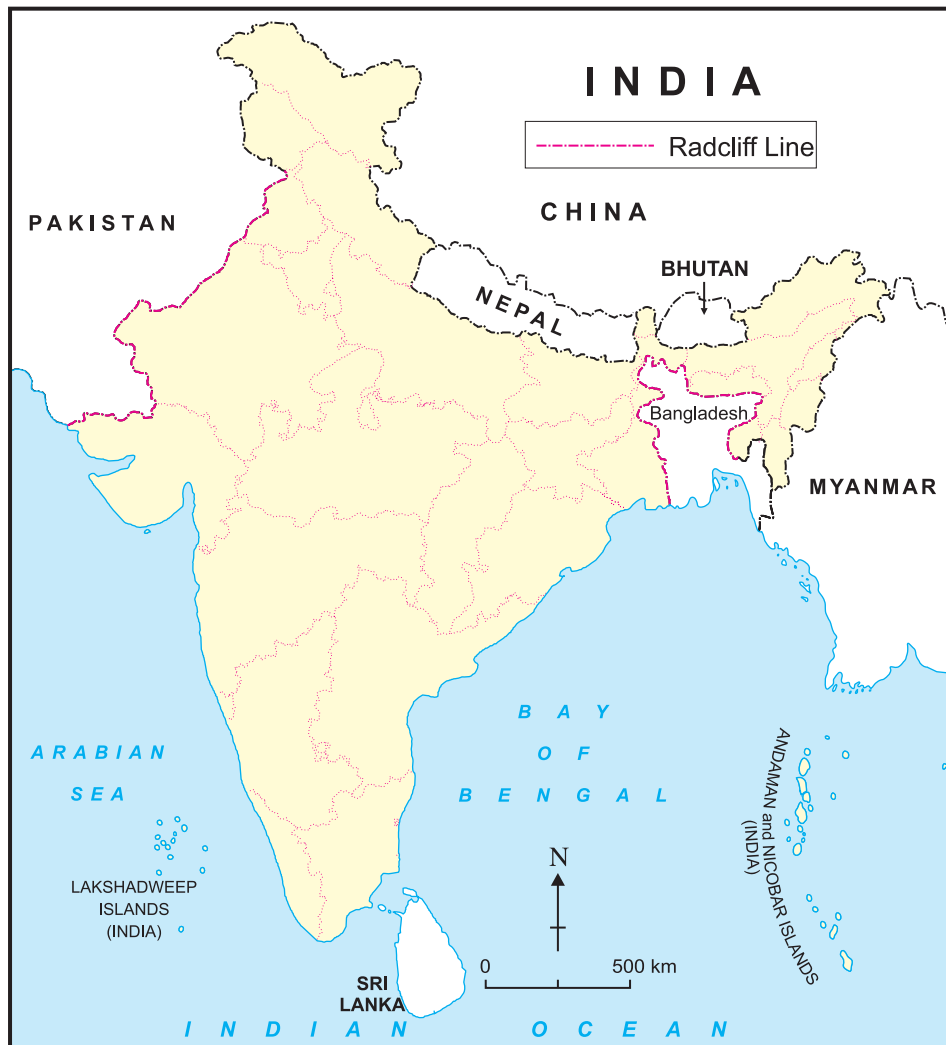 INDIA
Radcliff Line
PAKISTAN
CHINA
BHUTAN
NEPAL
Bangladesh
MYANMAR
ARABIAN
SEA
BAY
OF
BENGAL
ANDAMAN and NICOBAR ISLANDS
(INDIA)
LAKSHADWEEP
ISLANDS
(INDIA)
N
0 500 km
SRI
LANKA
INDIAN OCEAN